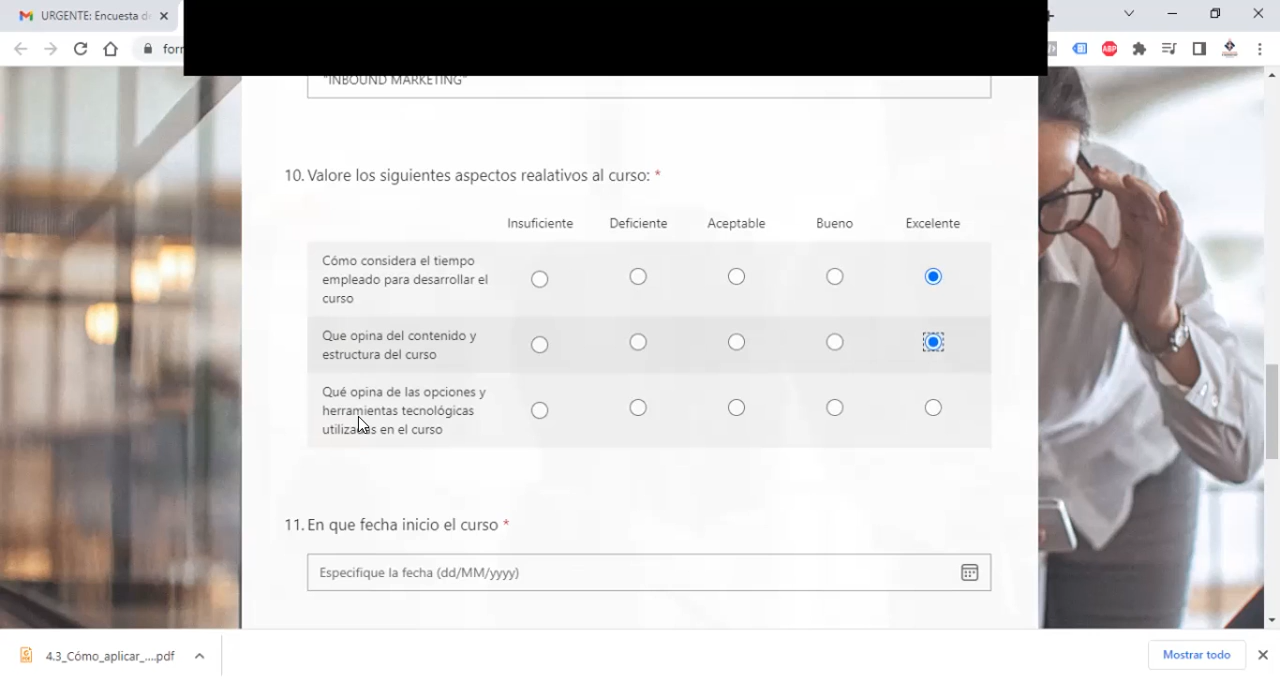 URGENTE: Encuesta de
forr
"INBOUND MARKETING"
10. Valore los siguientes aspectos realativos al curso: *
Insuficiente Deficiente Aceptable Bueno Excelente
Cómo considera el tiempo
empleado para desarrollar el
curso
Que opina del contenido y
estructura del curso
Qué opina de las opciones y
herramientas tecnológicas
utilizadas en el curso
11. En que fecha inicio el curso *
Especifique la fecha (dd/MM/yyyy)
ABP
4.3_Cómo_aplicar_....pdf
Mostrar todo